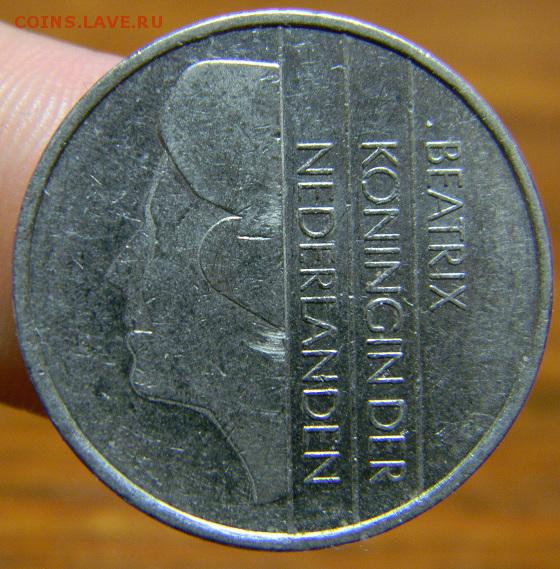 COINS.LAVE.RU
.BEATRIX
KONINGIN DER
NEDERLANDEN